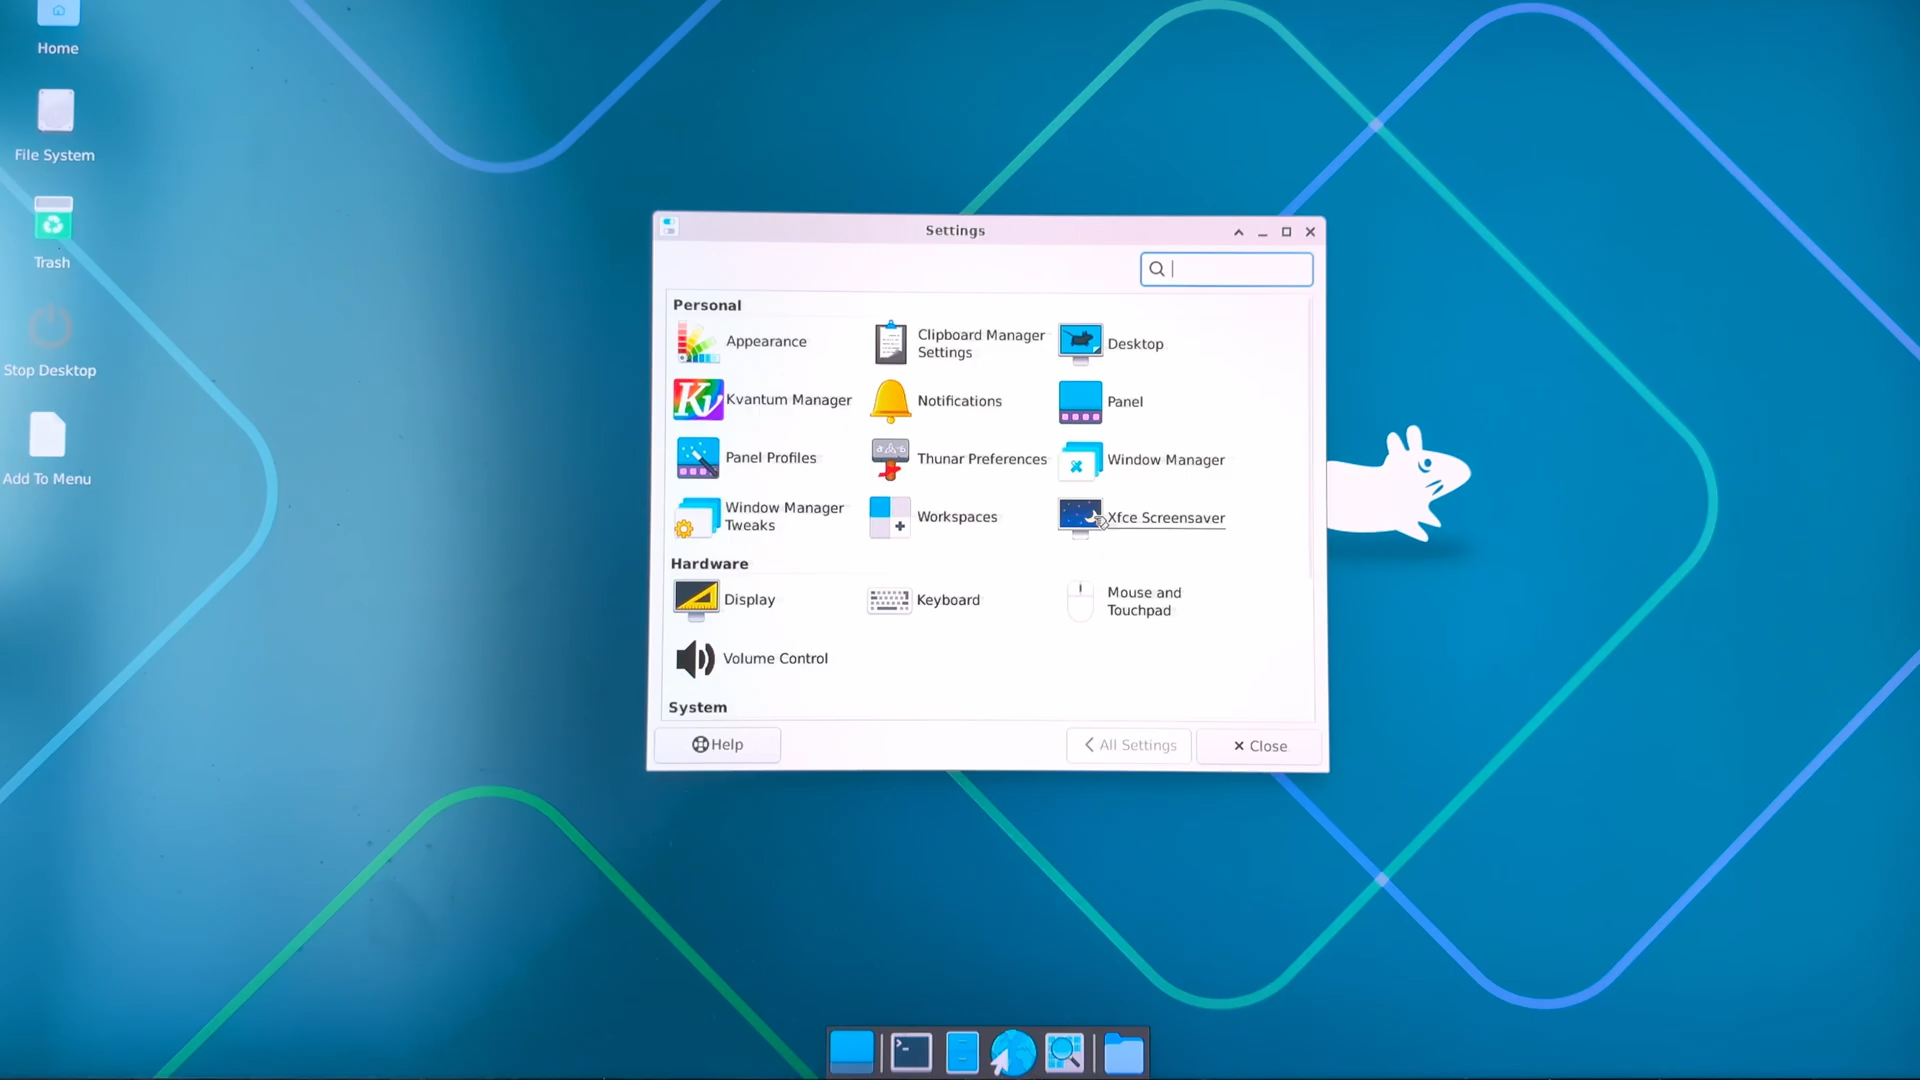 Home
File System
Trash
Stop Desktop
Add To Menu
Settings
Personal
Appearance
Clipboard Manager
Settings
Desktop
Kvantum Manager
Notifications
Panel
Panel Profiles
Thunar Preferences
Window Manager
Window Manager
Tweaks
Workspaces
Xfce Screensaver
Hardware
Display
Keyboard
Mouse and
Touchpad
Volume Control
System
Help
All Settings
Close